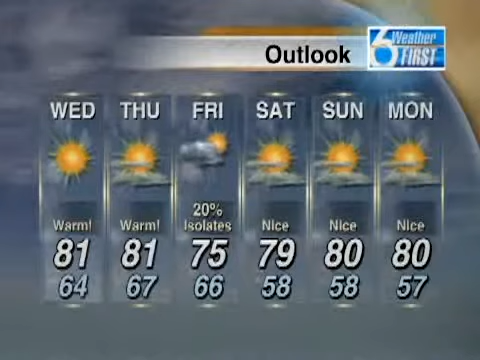 Outlook
6 Weather
FIRST
WED THU FRI SAT SUN MON
20%
Warm! Warm! Isolates Nice Nice Nice
81 81 75 79 80 80
64 67 66 58 58 57